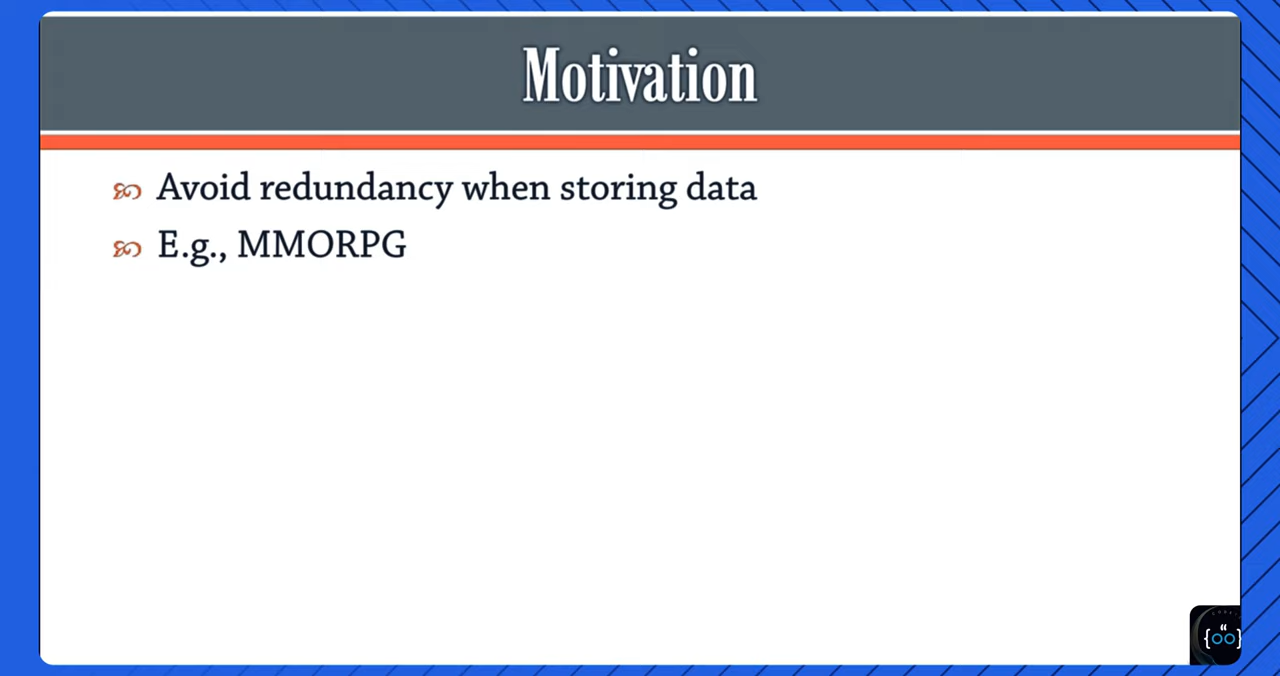 Motivation
Avoid redundancy when storing data
E.g., MMORPG